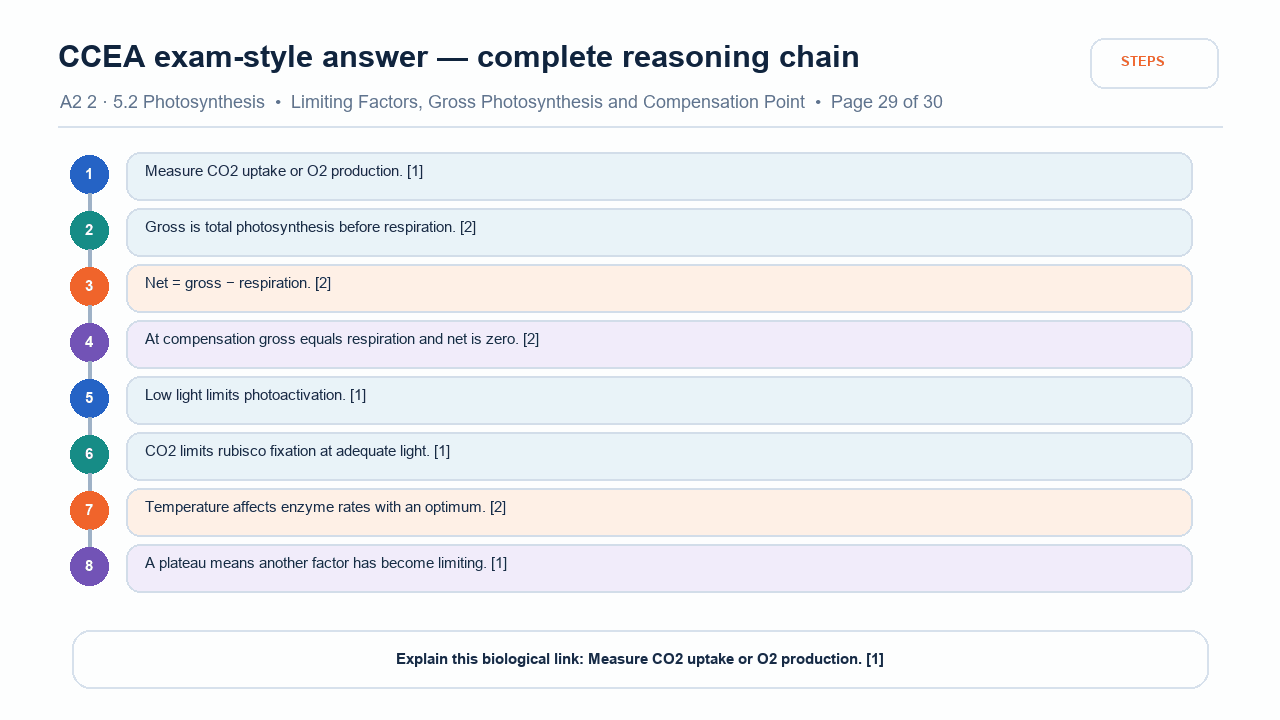 CCEA exam-style answer — complete reasoning chain
STEPS
A2 2 · 5.2 Photosynthesis • Limiting Factors, Gross Photosynthesis and Compensation Point • Page 29 of 30
1 Measure CO2 uptake or O2 production. [1]
2 Gross is total photosynthesis before respiration. [2]
3 Net = gross − respiration. [2]
4 At compensation gross equals respiration and net is zero. [2]
5 Low light limits photoactivation. [1]
6 CO2 limits rubisco fixation at adequate light. [1]
7 Temperature affects enzyme rates with an optimum. [2]
8 A plateau means another factor has become limiting. [1]
Explain this biological link: Measure CO2 uptake or O2 production. [1]